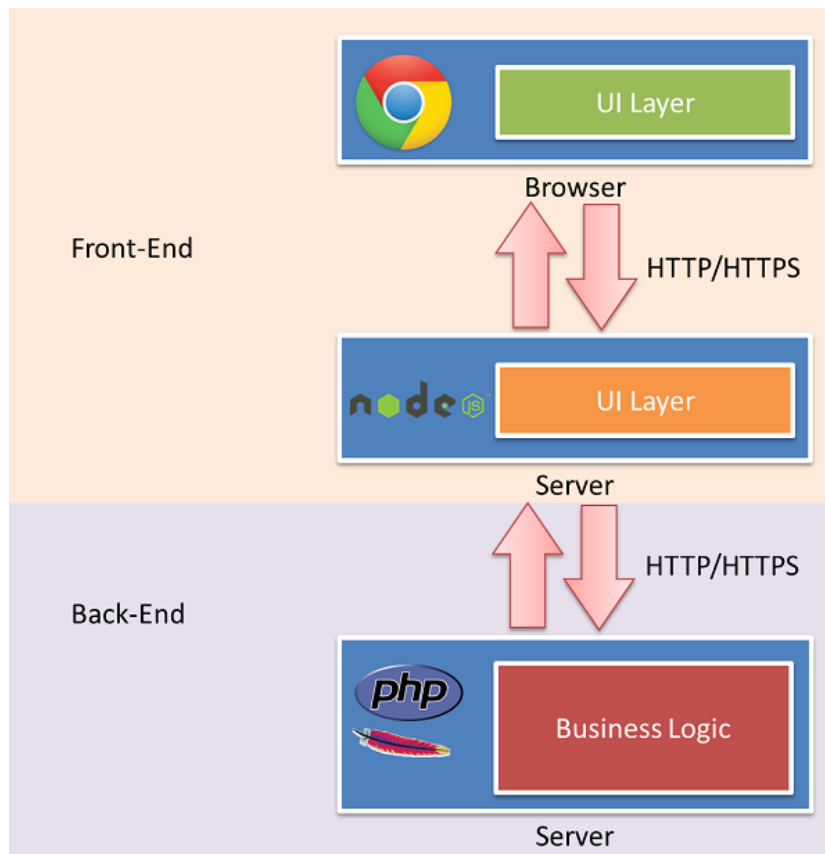 UI Layer
Browser
Front-End
HTTP/HTTPS
node JS
UI Layer
Server
HTTP/HTTPS
Back-End
php
Business Logic
Server